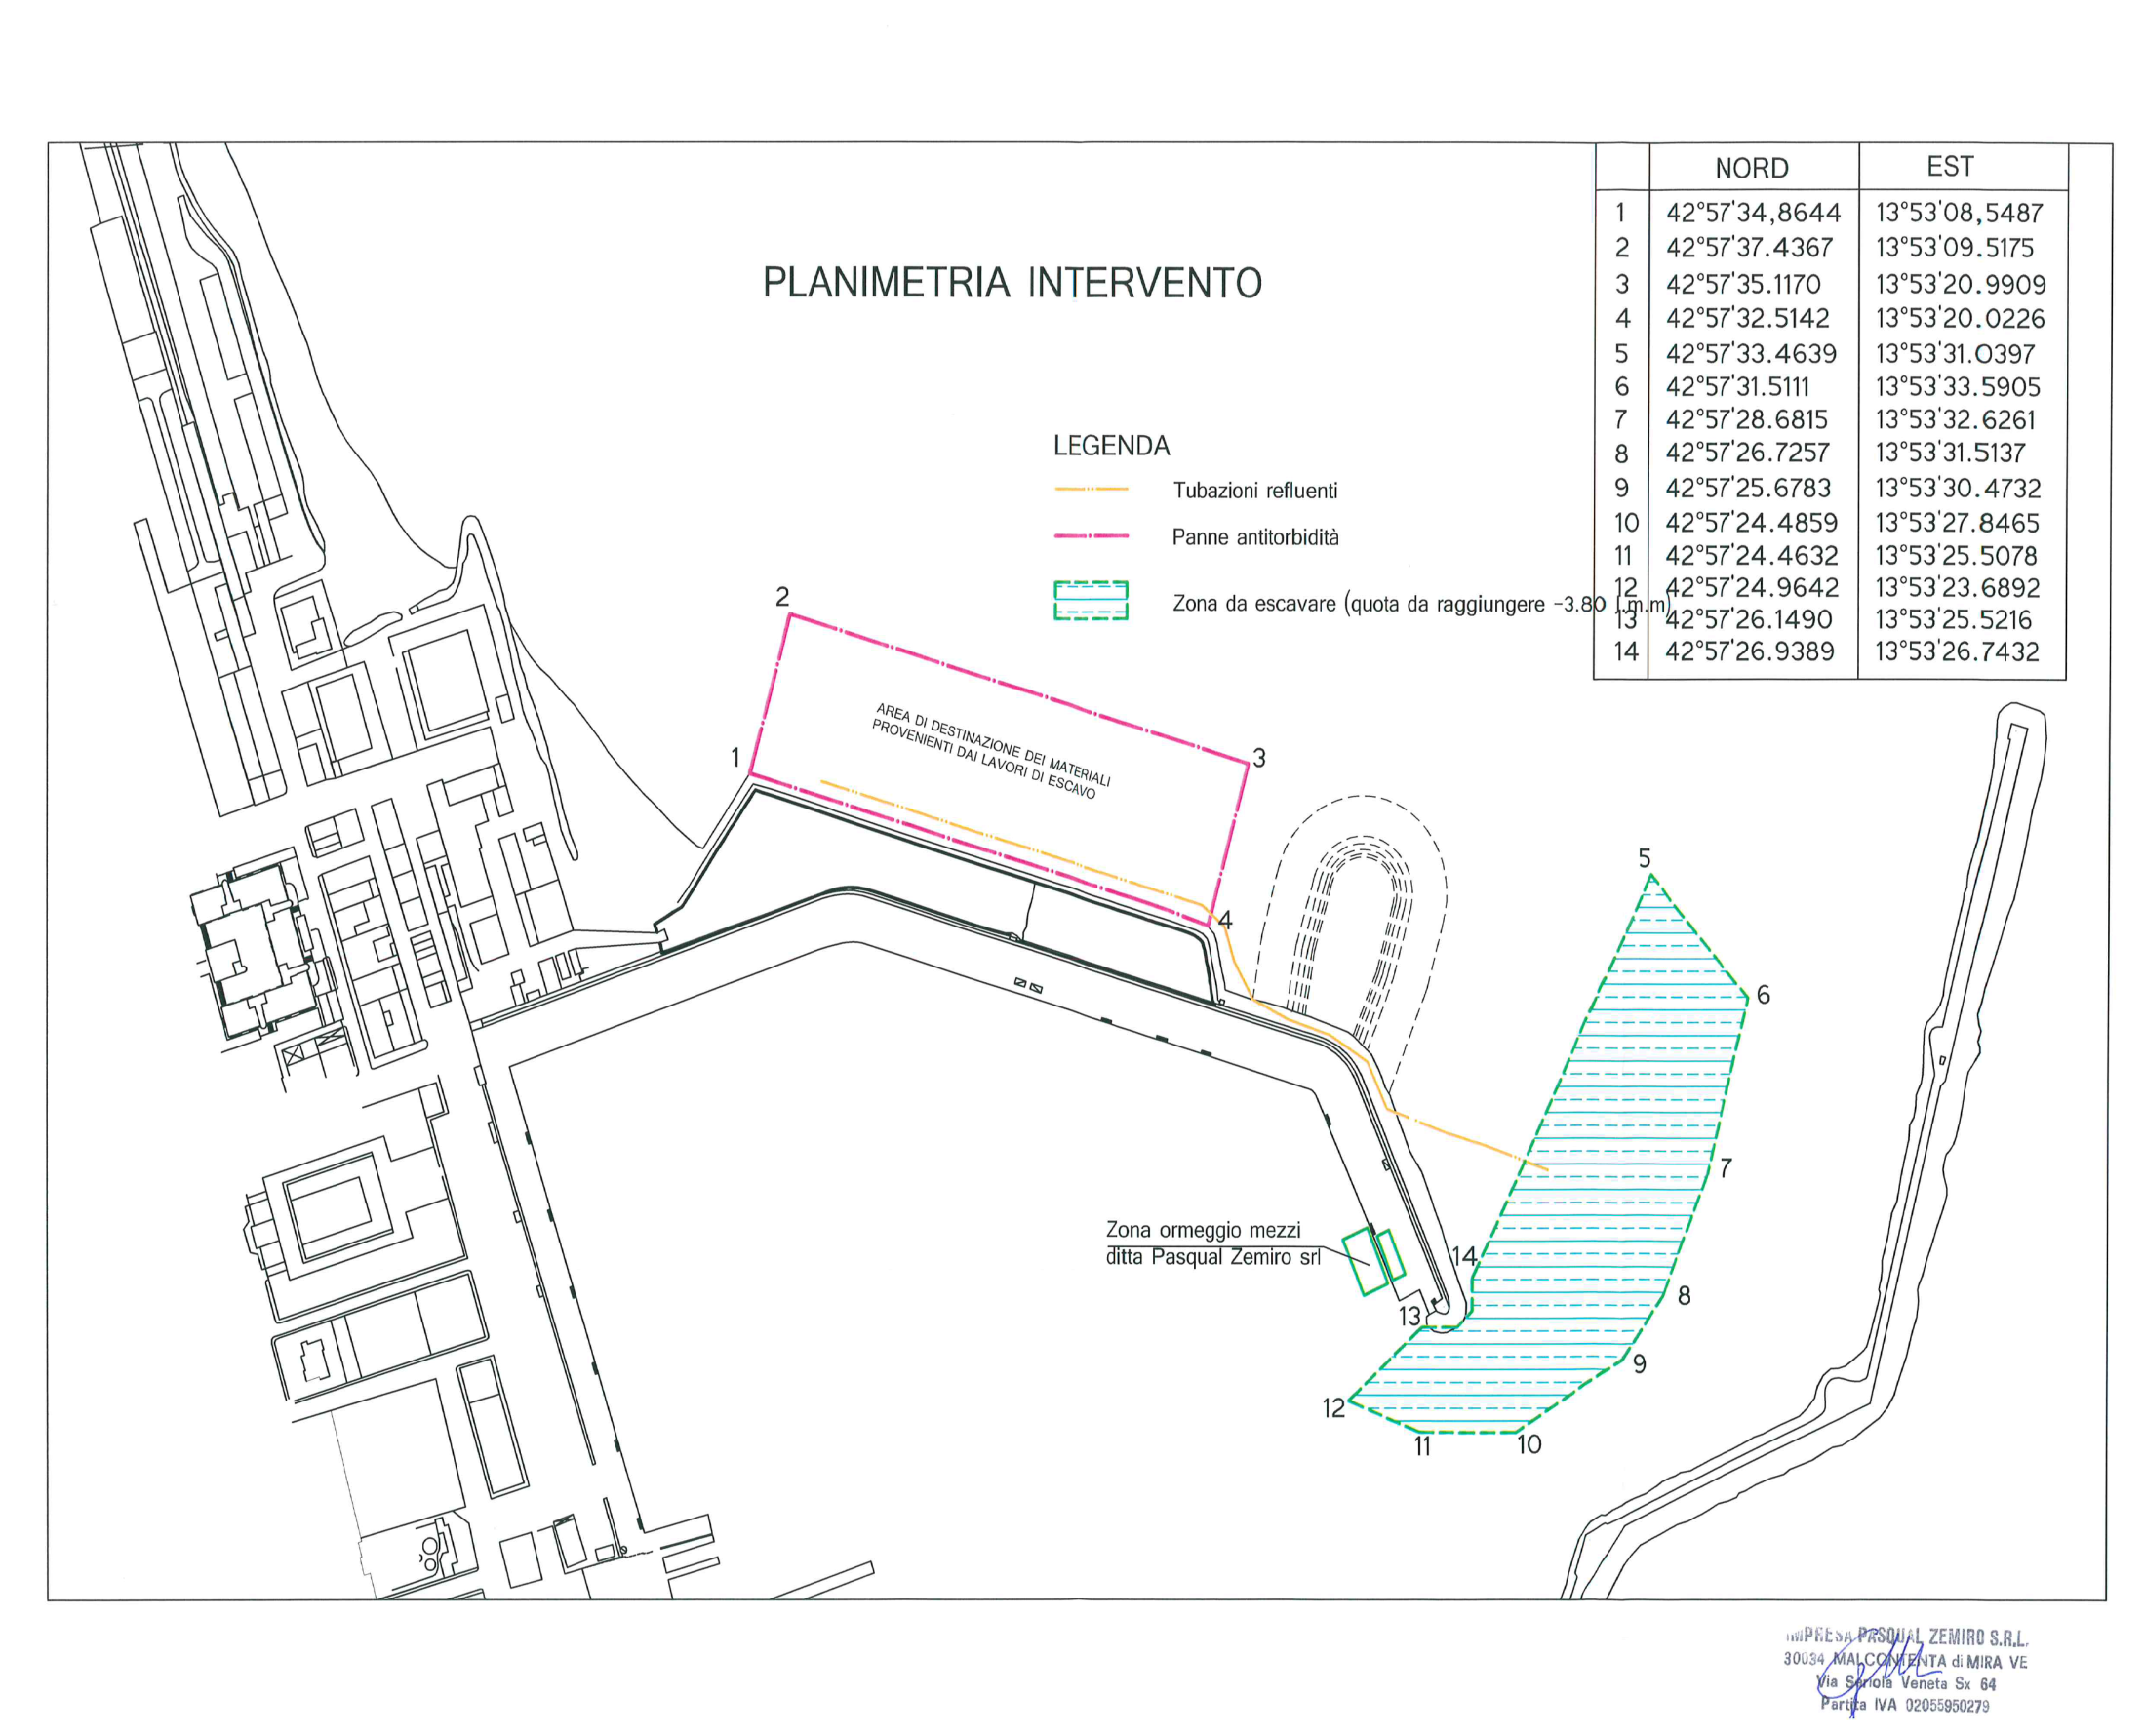 PLANIMETRIA INTERVENTO
NORD EST
1 42°57'34,8644 13°53'08,5487
2 42°57'37.4367 13°53'09.5175
3 42°57'35.1170 13°53'20.9909
4 42°57'32.5142 13°53'20.0226
5 42°57'33.4639 13°53'31.0397
6 42°57'31.5111 13°53'33.5905
7 42°57'28.6815 13°53'32.6261
8 42°57'26.7257 13°53'31.5137
9 42°57'25.6783 13°53'30.4732
10 42°57'24.4859 13°53'27.8465
11 42°57'24.4632 13°53'25.5078
12 42°57'24.9642 13°53'23.6892
13 42°57'26.1490 13°53'25.5216
14 42°57'26.9389 13°53'26.7432
LEGENDA
Tubazioni refluenti
Panne antitorbidità
Zona da escavare (quota da raggiungere -3.80 l.m.m)
2
1
3
4
AREA DI DESTINAZIONE DEI MATERIALI
PROVENIENTI DAI LAVORI DI ESCAVO
5
6
7
8
9
10
11
12
13
14
Zona ormeggio mezzi
ditta Pasqual Zemiro srl
IMPRESA PASQUAL ZEMIRO S.R.L.
30034 MALCONTENTA di MIRA VE
Via Seriola Veneta Sx 64
Partita IVA 02055950279